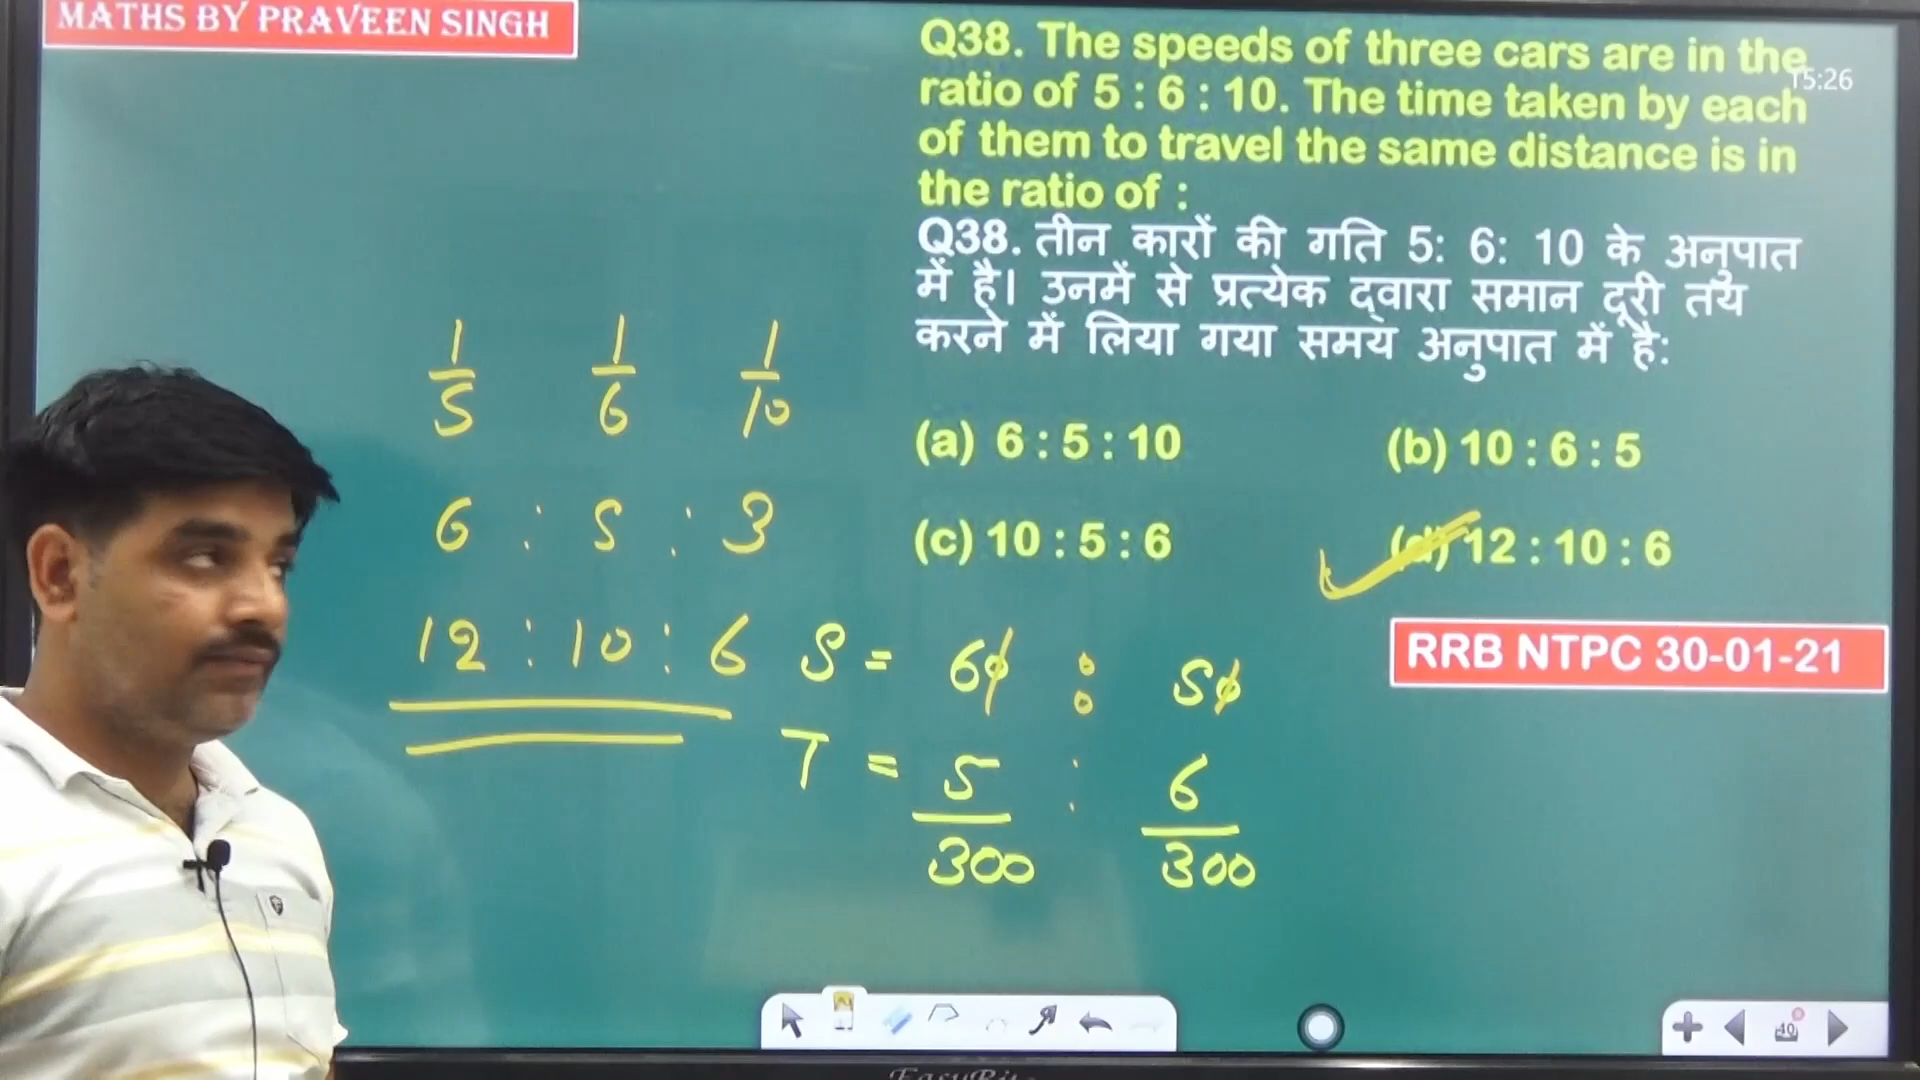 MATHS BY PRAVEEN SINGH
Q38. The speeds of three cars are in the
ratio of 5 : 6 : 10. The time taken by each
of them to travel the same distance is in
the ratio of :
15:26
Q38. तीन कारों की गति 5: 6: 10 के अनुपात
में है। उनमें से प्रत्येक द्वारा समान दूरी तय
करने में लिया गया समय अनुपात में है:
(a) 6 : 5 : 10
(b) 10 : 6 : 5
(c) 10 : 5 : 6
(d) 12 : 10 : 6
RRB NTPC 30-01-21
1/5 1/6 1/10
6 : 5 : 3
12 : 10 : 6
S = 60 : 50
T = 5/300 : 6/300
40